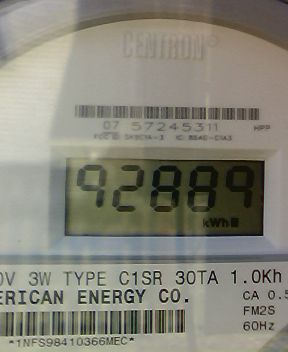 CENTRON®
07 57245311 HPP
92889
kWh
0V 3W TYPE C1SR 30TA 1.0Kh
ERICAN ENERGY CO. CA 0.5
FM2S
60Hz
*1NFS98410366MEC*